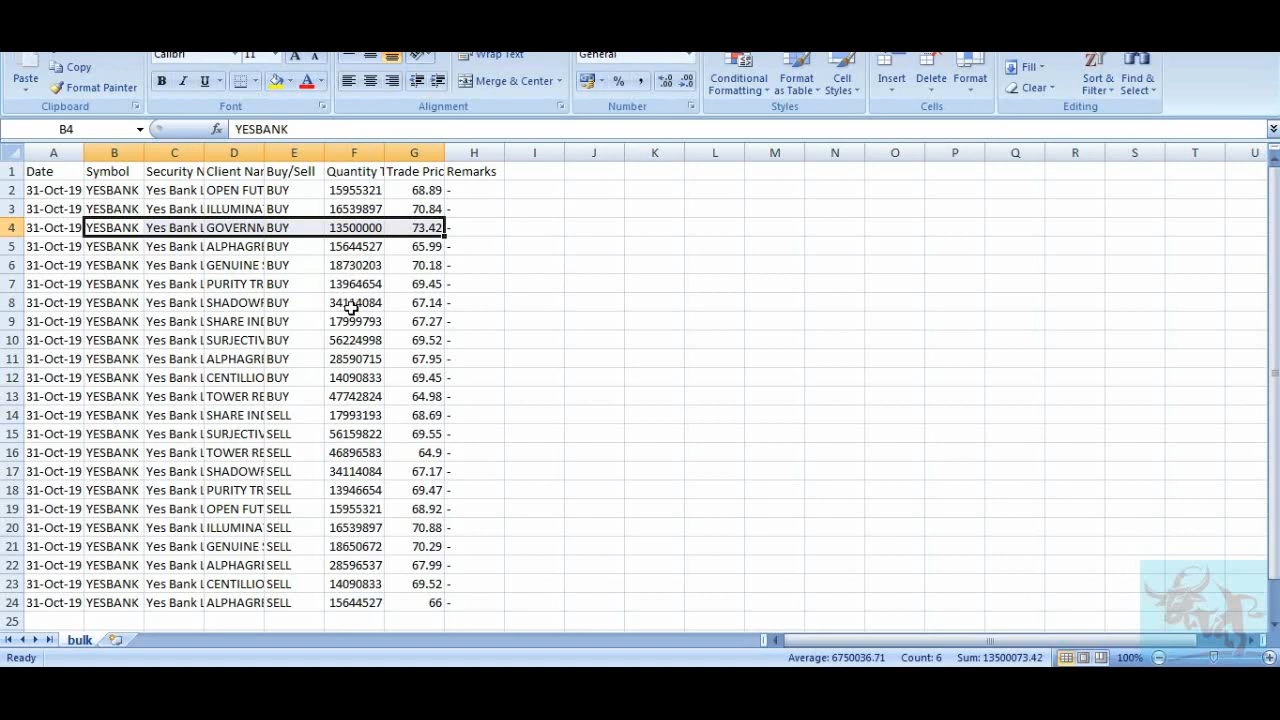 Calibri 11 A A Wrap Text General
Paste Copy Format Painter B I U A Merge & Center % , Conditional Formatting Format as Table Cell Styles Insert Delete Format Fill Clear Sort & Filter Find & Select
Clipboard Font Alignment Number Styles Cells Editing
B4 fx YESBANK
A B C D E F G H I J K L M N O P Q R S T U
1 Date Symbol Security N Client Nar Buy/Sell Quantity T Trade Pric Remarks
2 31-Oct-19 YESBANK Yes Bank L OPEN FUT BUY 15955321 68.89 -
3 31-Oct-19 YESBANK Yes Bank L ILLUMINA BUY 16539897 70.84 -
4 31-Oct-19 YESBANK Yes Bank L GOVERNM BUY 13500000 73.42 -
5 31-Oct-19 YESBANK Yes Bank L ALPHAGRE BUY 15644527 65.99 -
6 31-Oct-19 YESBANK Yes Bank L GENUINE S BUY 18730203 70.18 -
7 31-Oct-19 YESBANK Yes Bank L PURITY TR BUY 13964654 69.45 -
8 31-Oct-19 YESBANK Yes Bank L SHADOWF BUY 34114084 67.14 -
9 31-Oct-19 YESBANK Yes Bank L SHARE IND BUY 17999793 67.27 -
10 31-Oct-19 YESBANK Yes Bank L SURJECTIV BUY 56224998 69.52 -
11 31-Oct-19 YESBANK Yes Bank L ALPHAGRE BUY 28590715 67.95 -
12 31-Oct-19 YESBANK Yes Bank L CENTILLIO BUY 14090833 69.45 -
13 31-Oct-19 YESBANK Yes Bank L TOWER RE BUY 47742824 64.98 -
14 31-Oct-19 YESBANK Yes Bank L SHARE IND SELL 17993193 68.69 -
15 31-Oct-19 YESBANK Yes Bank L SURJECTIV SELL 56159822 69.55 -
16 31-Oct-19 YESBANK Yes Bank L TOWER RE SELL 46896583 64.9 -
17 31-Oct-19 YESBANK Yes Bank L SHADOWF SELL 34114084 67.17 -
18 31-Oct-19 YESBANK Yes Bank L PURITY TR SELL 13946654 69.47 -
19 31-Oct-19 YESBANK Yes Bank L OPEN FUT SELL 15955321 68.92 -
20 31-Oct-19 YESBANK Yes Bank L ILLUMINA SELL 16539897 70.88 -
21 31-Oct-19 YESBANK Yes Bank L GENUINE S SELL 18650672 70.29 -
22 31-Oct-19 YESBANK Yes Bank L ALPHAGRE SELL 28596537 67.99 -
23 31-Oct-19 YESBANK Yes Bank L CENTILLIO SELL 14090833 69.52 -
24 31-Oct-19 YESBANK Yes Bank L ALPHAGRE SELL 15644527 66 -
25
bulk
Ready Average: 6750036.71 Count: 6 Sum: 13500073.42 100%